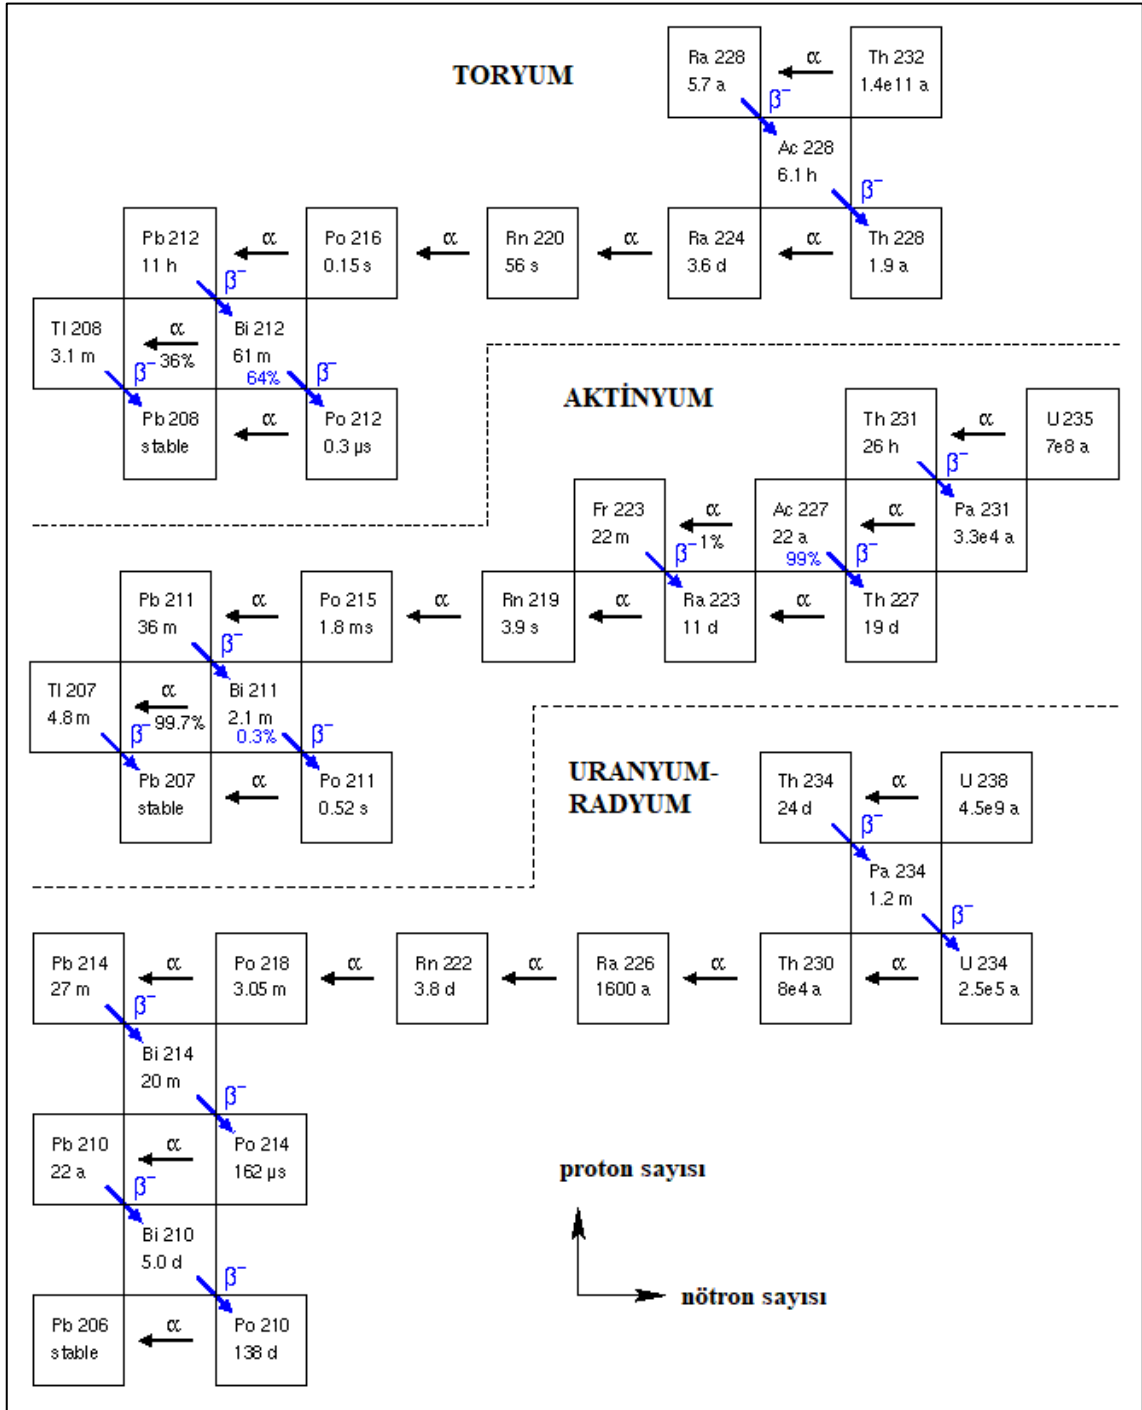 TORYUM
Ra 228
5.7 a
α
Th 232
1.4e11 a
β⁻
Ac 228
6.1 h
β⁻
Pb 212
11 h
α
Po 216
0.15 s
α
Rn 220
56 s
α
Ra 224
3.6 d
α
Th 228
1.9 a
β⁻
Tl 208
3.1 m
α
36%
Bi 212
61 m
64%
β⁻
β⁻
Pb 208
stable
α
Po 212
0.3 µs
AKTİNYUM
Th 231
26 h
α
U 235
7e8 a
β⁻
Fr 223
22 m
α
1%
Ac 227
22 a
99%
α
Pa 231
3.3e4 a
β⁻
β⁻
Pb 211
36 m
α
Po 215
1.8 ms
α
Rn 219
3.9 s
α
Ra 223
11 d
α
Th 227
19 d
β⁻
Tl 207
4.8 m
α
99.7%
Bi 211
2.1 m
0.3%
β⁻
β⁻
Pb 207
stable
α
Po 211
0.52 s
URANYUM-
RADYUM
Th 234
24 d
α
U 238
4.5e9 a
β⁻
Pa 234
1.2 m
β⁻
Pb 214
27 m
α
Po 218
3.05 m
α
Rn 222
3.8 d
α
Ra 226
1600 a
α
Th 230
8e4 a
α
U 234
2.5e5 a
β⁻
Bi 214
20 m
β⁻
Pb 210
22 a
α
Po 214
162 µs
β⁻
Bi 210
5.0 d
β⁻
Pb 206
stable
α
Po 210
138 d
proton sayısı
nötron sayısı